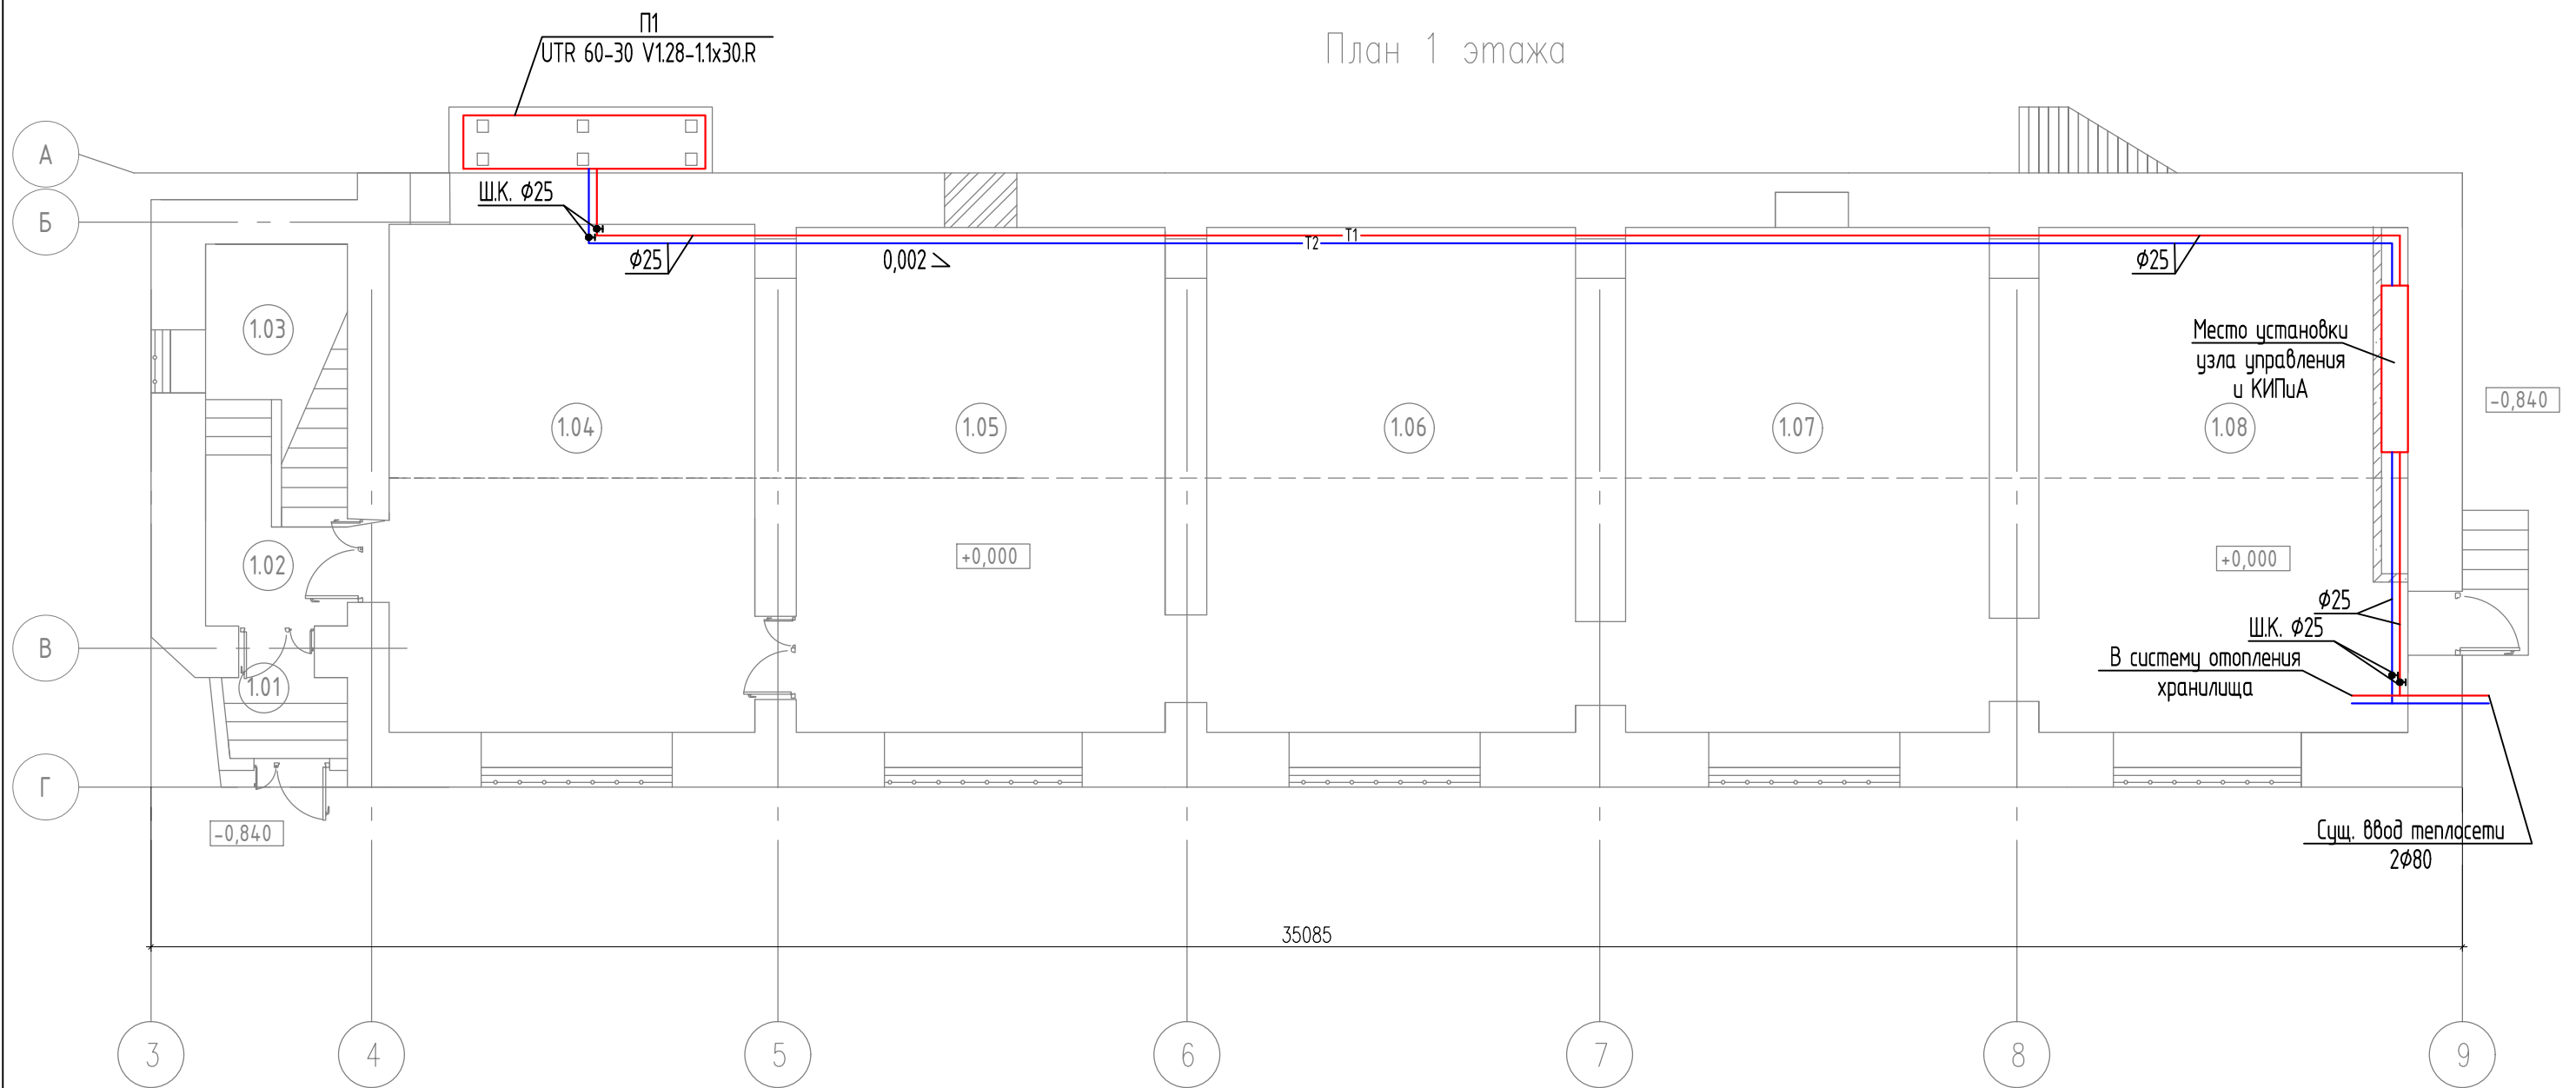 План 1 этажа
П1
UTR 60-30 V1.28-1.1x30.R
А
Б
Ш.К. ф25
ф25
0,002
Т2
Т1
ф25
1.03
Место установки
узла управления
и КИПиА
-0,840
1.04
1.05
1.06
1.07
1.08
1.02
+0,000
+0,000
ф25
Ш.К. ф25
В
В систему отопления
хранилища
1.01
Г
-0,840
Сущ. ввод теплосети
2ф80
35085
3
4
5
6
7
8
9